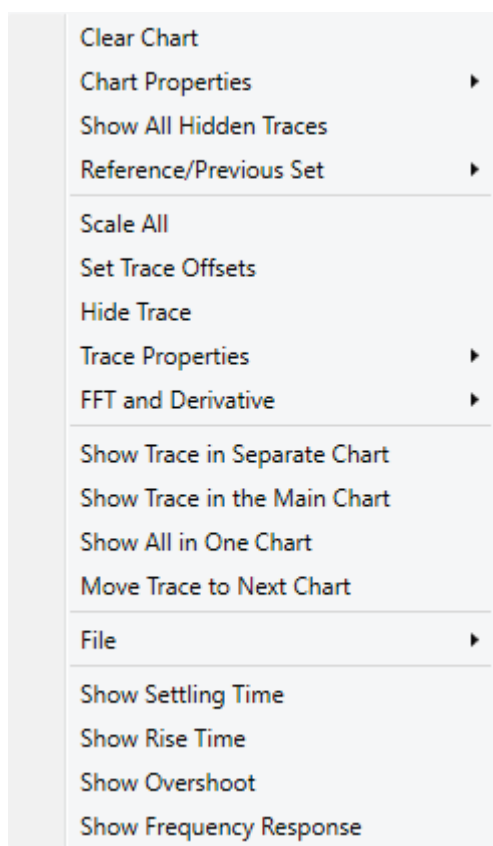 Clear Chart
Chart Properties
Show All Hidden Traces
Reference/Previous Set
Scale All
Set Trace Offsets
Hide Trace
Trace Properties
FFT and Derivative
Show Trace in Separate Chart
Show Trace in the Main Chart
Show All in One Chart
Move Trace to Next Chart
File
Show Settling Time
Show Rise Time
Show Overshoot
Show Frequency Response